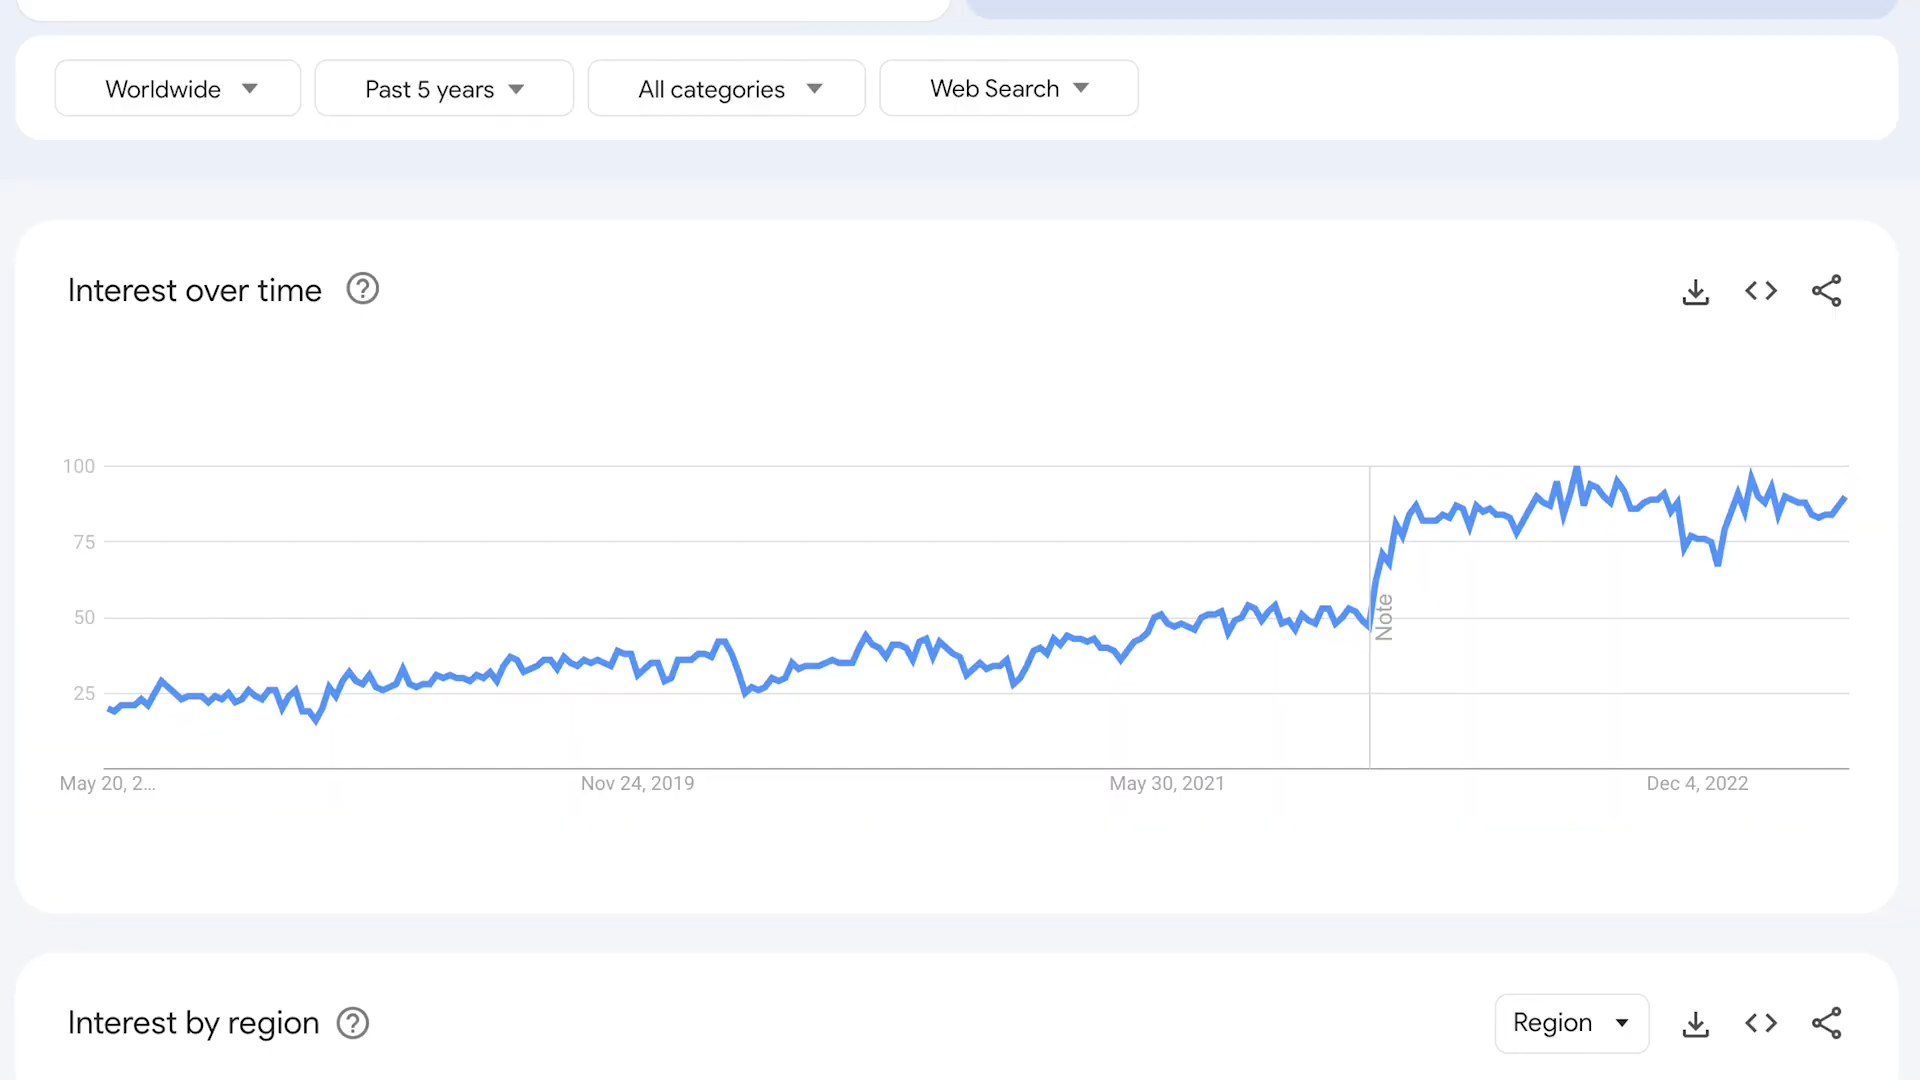 Worldwide Past 5 years All categories Web Search
Interest over time
100
75
50
25
Note
May 20, 2... Nov 24, 2019 May 30, 2021 Dec 4, 2022
Interest by region Region